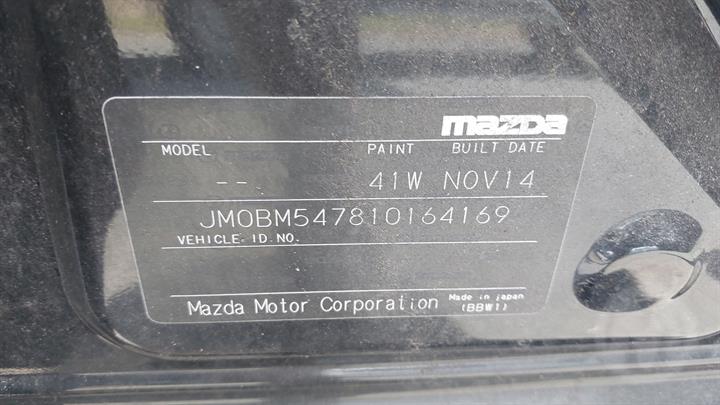 mazda
MODEL PAINT BUILT DATE
-- 41W NOV14
JM0BM547810164169
VEHICLE. ID. NO.
Mazda Motor Corporation Made in Japan
(BBW1)